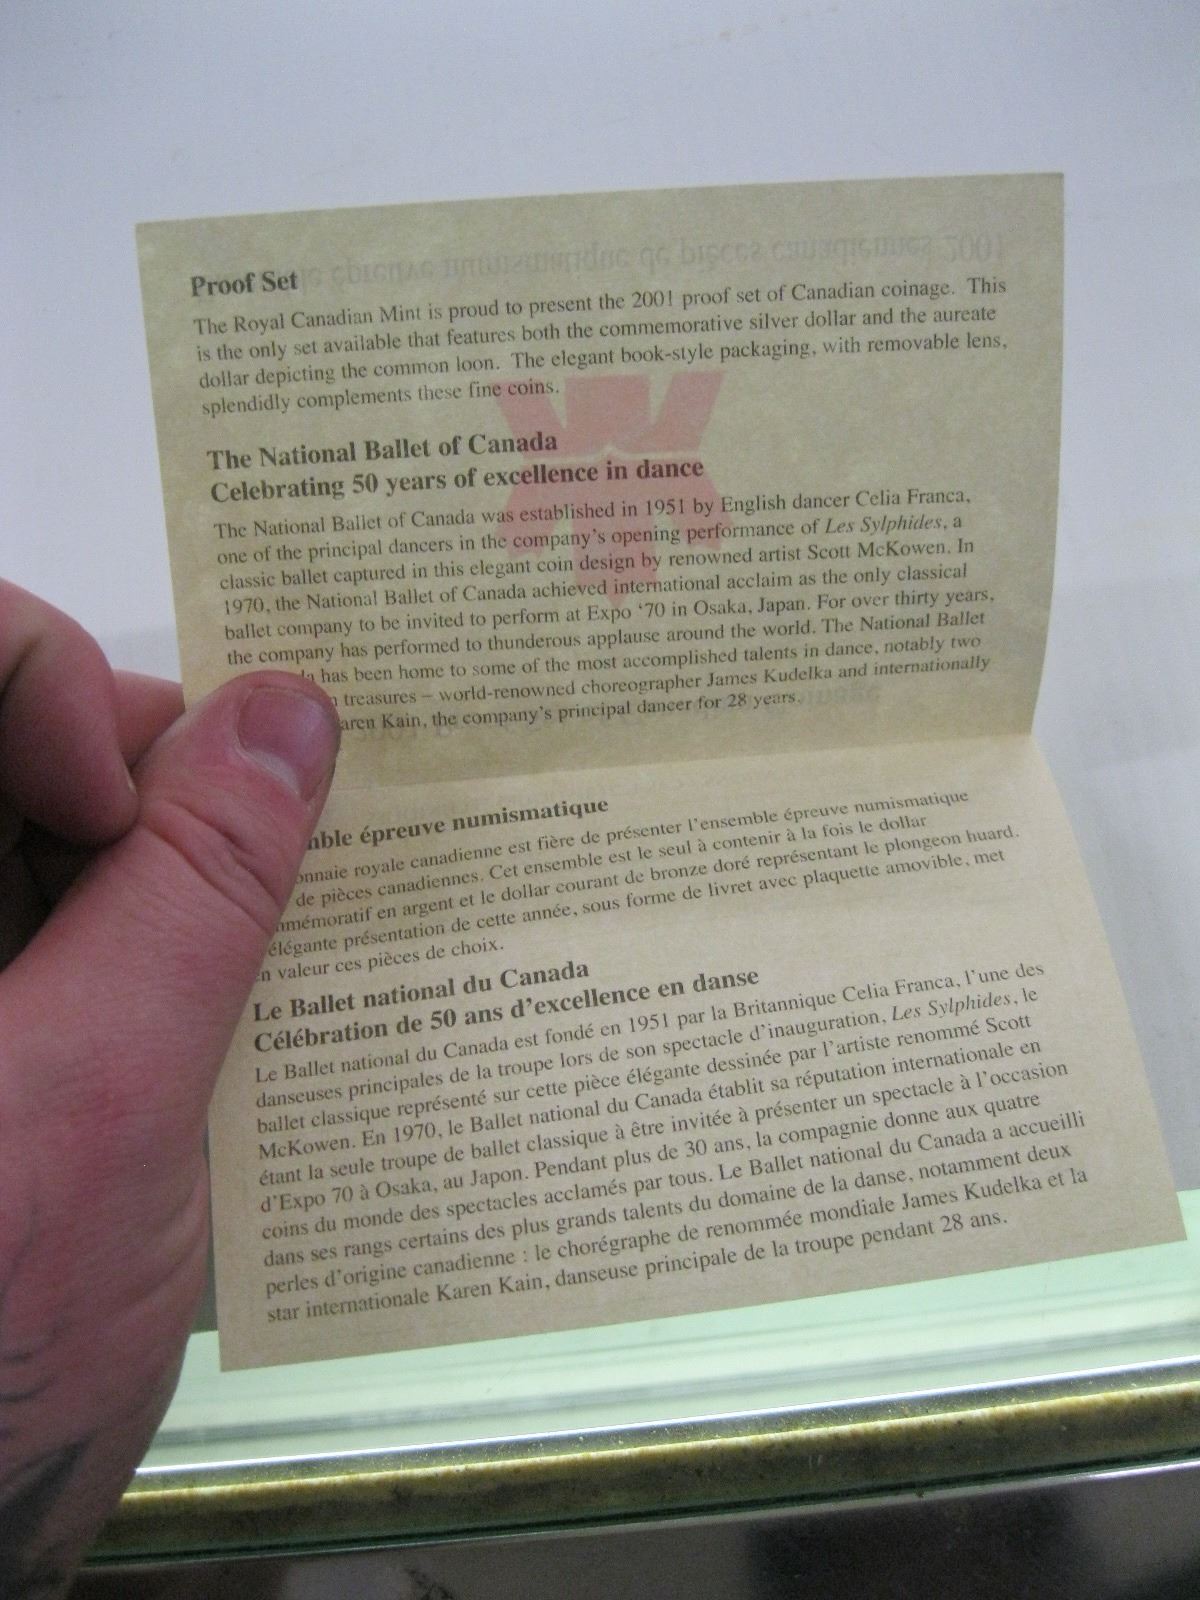 Proof Set
The Royal Canadian Mint is proud to present the 2001 proof set of Canadian coinage. This
is the only set available that features both the commemorative silver dollar and the aureate
dollar depicting the common loon. The elegant book-style packaging, with removable lens,
splendidly complements these fine coins.
The National Ballet of Canada
Celebrating 50 years of excellence in dance
The National Ballet of Canada was established in 1951 by English dancer Celia Franca,
one of the principal dancers in the company's opening performance of Les Sylphides, a
classic ballet captured in this elegant coin design by renowned artist Scott McKowen. In
1970, the National Ballet of Canada achieved international acclaim as the only classical
ballet company to be invited to perform at Expo '70 in Osaka, Japan. For over thirty years,
the company has performed to thunderous applause around the world. The National Ballet
has been home to some of the most accomplished talents in dance, notably two
treasures – world-renowned choreographer James Kudelka and internationally
aren Kain, the company's principal dancer for 28 years.
mble épreuve numismatique
onnaie royale canadienne est fière de présenter l'ensemble épreuve numismatique
de pièces canadiennes. Cet ensemble est le seul à contenir à la fois le dollar
mmémoratif en argent et le dollar courant de bronze doré représentant le plongeon huard.
élégante présentation de cette année, sous forme de livret avec plaquette amovible, met
en valeur ces pièces de choix.
Le Ballet national du Canada
Célébration de 50 ans d'excellence en danse
Le Ballet national du Canada est fondé en 1951 par la Britannique Celia Franca, l'une des
danseuses principales de la troupe lors de son spectacle d'inauguration, Les Sylphides, le
ballet classique représenté sur cette pièce élégante dessinée par l'artiste renommé Scott
McKowen. En 1970, le Ballet national du Canada établit sa réputation internationale en
étant la seule troupe de ballet classique à être invitée à présenter un spectacle à l'occasion
d'Expo 70 à Osaka, au Japon. Pendant plus de 30 ans, la compagnie donne aux quatre
coins du monde des spectacles acclamés par tous. Le Ballet national du Canada a accueilli
dans ses rangs certains des plus grands talents du domaine de la danse, notamment deux
perles d'origine canadienne : le chorégraphe de renommée mondiale James Kudelka et la
star internationale Karen Kain, danseuse principale de la troupe pendant 28 ans.